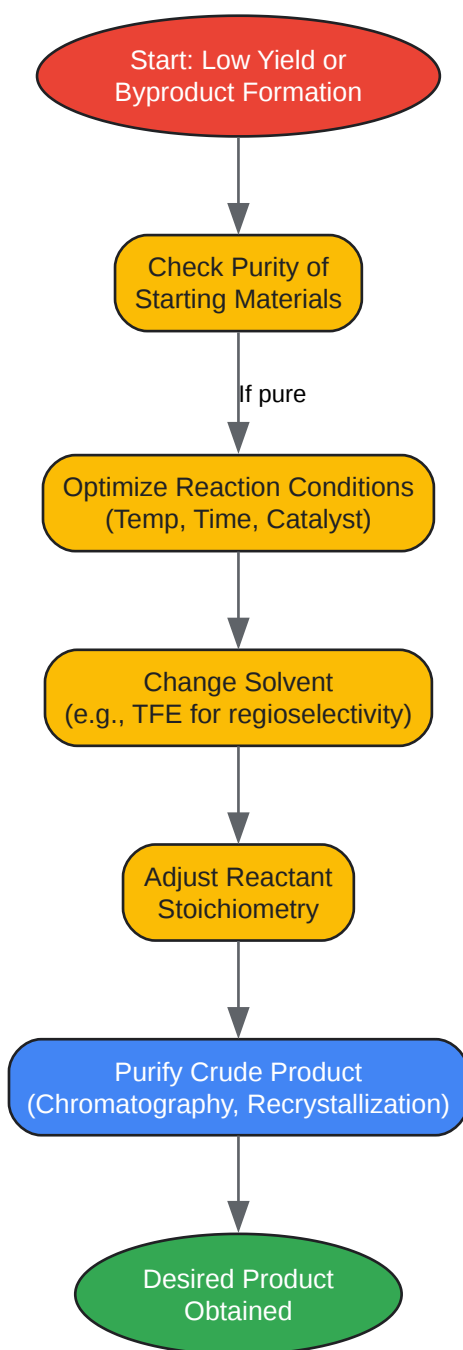 Start: Low Yield or
Byproduct Formation
Check Purity of
Starting Materials
If pure
Optimize Reaction Conditions
(Temp, Time, Catalyst)
Change Solvent
(e.g., TFE for regioselectivity)
Adjust Reactant
Stoichiometry
Purify Crude Product
(Chromatography, Recrystallization)
Desired Product
Obtained